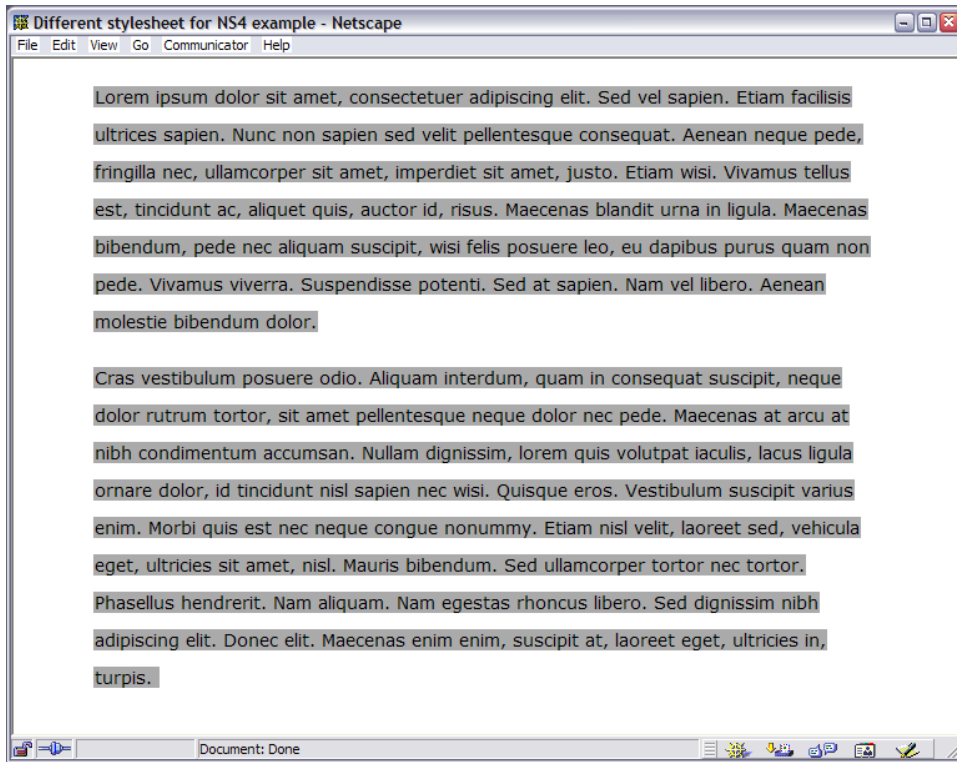 Different stylesheet for NS4 example - Netscape
File Edit View Go Communicator Help
Lorem ipsum dolor sit amet, consectetuer adipiscing elit. Sed vel sapien. Etiam facilisis
ultrices sapien. Nunc non sapien sed velit pellentesque consequat. Aenean neque pede,
fringilla nec, ullamcorper sit amet, imperdiet sit amet, justo. Etiam wisi. Vivamus tellus
est, tincidunt ac, aliquet quis, auctor id, risus. Maecenas blandit urna in ligula. Maecenas
bibendum, pede nec aliquam suscipit, wisi felis posuere leo, eu dapibus purus quam non
pede. Vivamus viverra. Suspendisse potenti. Sed at sapien. Nam vel libero. Aenean
molestie bibendum dolor.
Cras vestibulum posuere odio. Aliquam interdum, quam in consequat suscipit, neque
dolor rutrum tortor, sit amet pellentesque neque dolor nec pede. Maecenas at arcu at
nibh condimentum accumsan. Nullam dignissim, lorem quis volutpat iaculis, lacus ligula
ornare dolor, id tincidunt nisl sapien nec wisi. Quisque eros. Vestibulum suscipit varius
enim. Morbi quis est nec neque congue nonummy. Etiam nisl velit, laoreet sed, vehicula
eget, ultricies sit amet, nisl. Mauris bibendum. Sed ullamcorper tortor nec tortor.
Phasellus hendrerit. Nam aliquam. Nam egestas rhoncus libero. Sed dignissim nibh
adipiscing elit. Donec elit. Maecenas enim enim, suscipit at, laoreet eget, ultricies in,
turpis.
Document: Done